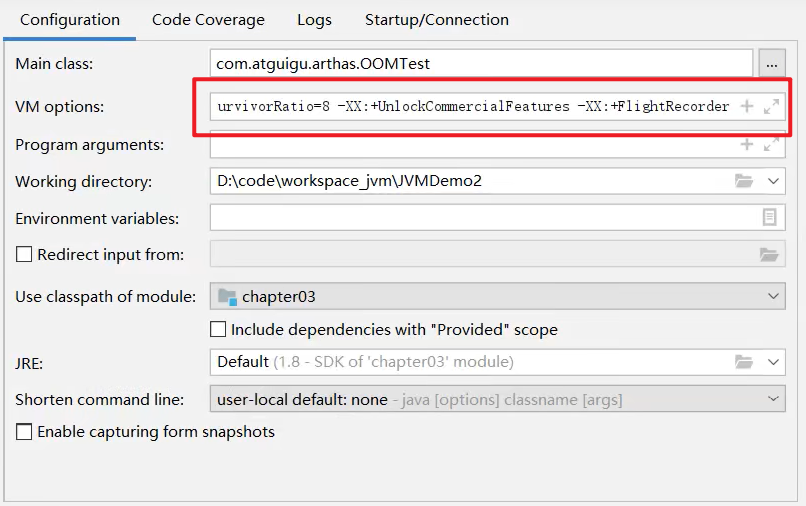 Configuration Code Coverage Logs Startup/Connection
Main class: com.atguigu.arthas.OOMTest ...
VM options: urvivorRatio=8 -XX:+UnlockCommercialFeatures -XX:+FlightRecorder
Program arguments:
Working directory: D:\code\workspace_jvm\JVMDemo2
Environment variables:
Redirect input from:
Use classpath of module: chapter03
Include dependencies with "Provided" scope
JRE: Default (1.8 - SDK of 'chapter03' module)
Shorten command line: user-local default: none - java [options] classname [args]
Enable capturing form snapshots